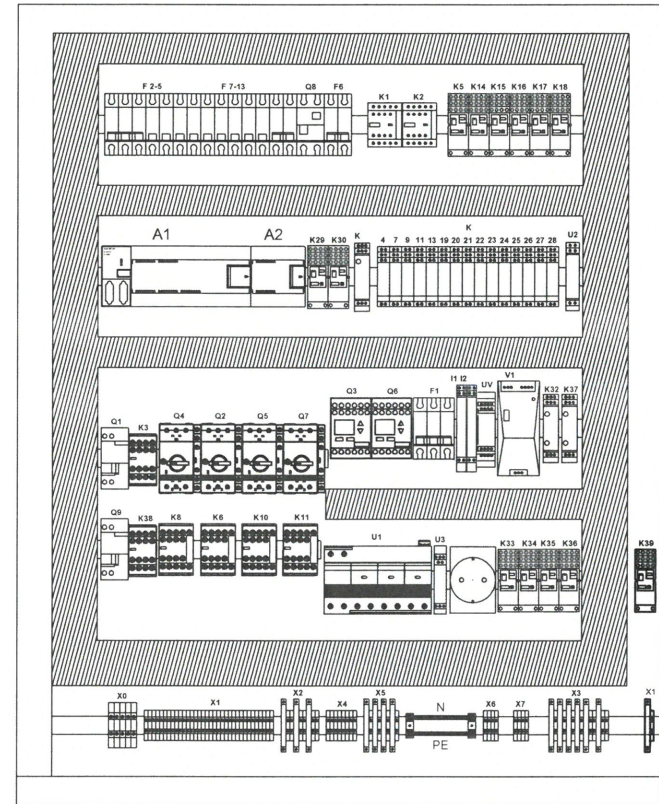 F 2-5 F 7-13 Q8 F6 K1 K2 K5 K14 K15 K16 K17 K18
A1 A2 K29 K30 K K U2
4 7 9 11 13 19 20 21 22 23 24 25 26 27 28
Q1 K3 Q4 Q2 Q5 Q7 Q3 Q6 F1 I1 I2 UV V1 K32 K37
Q9 K38 K8 K6 K10 K11 U1 U3 K33 K34 K35 K36 K39
X0 X1 X2 X4 X5 N X6 X7 X3 X1
PE